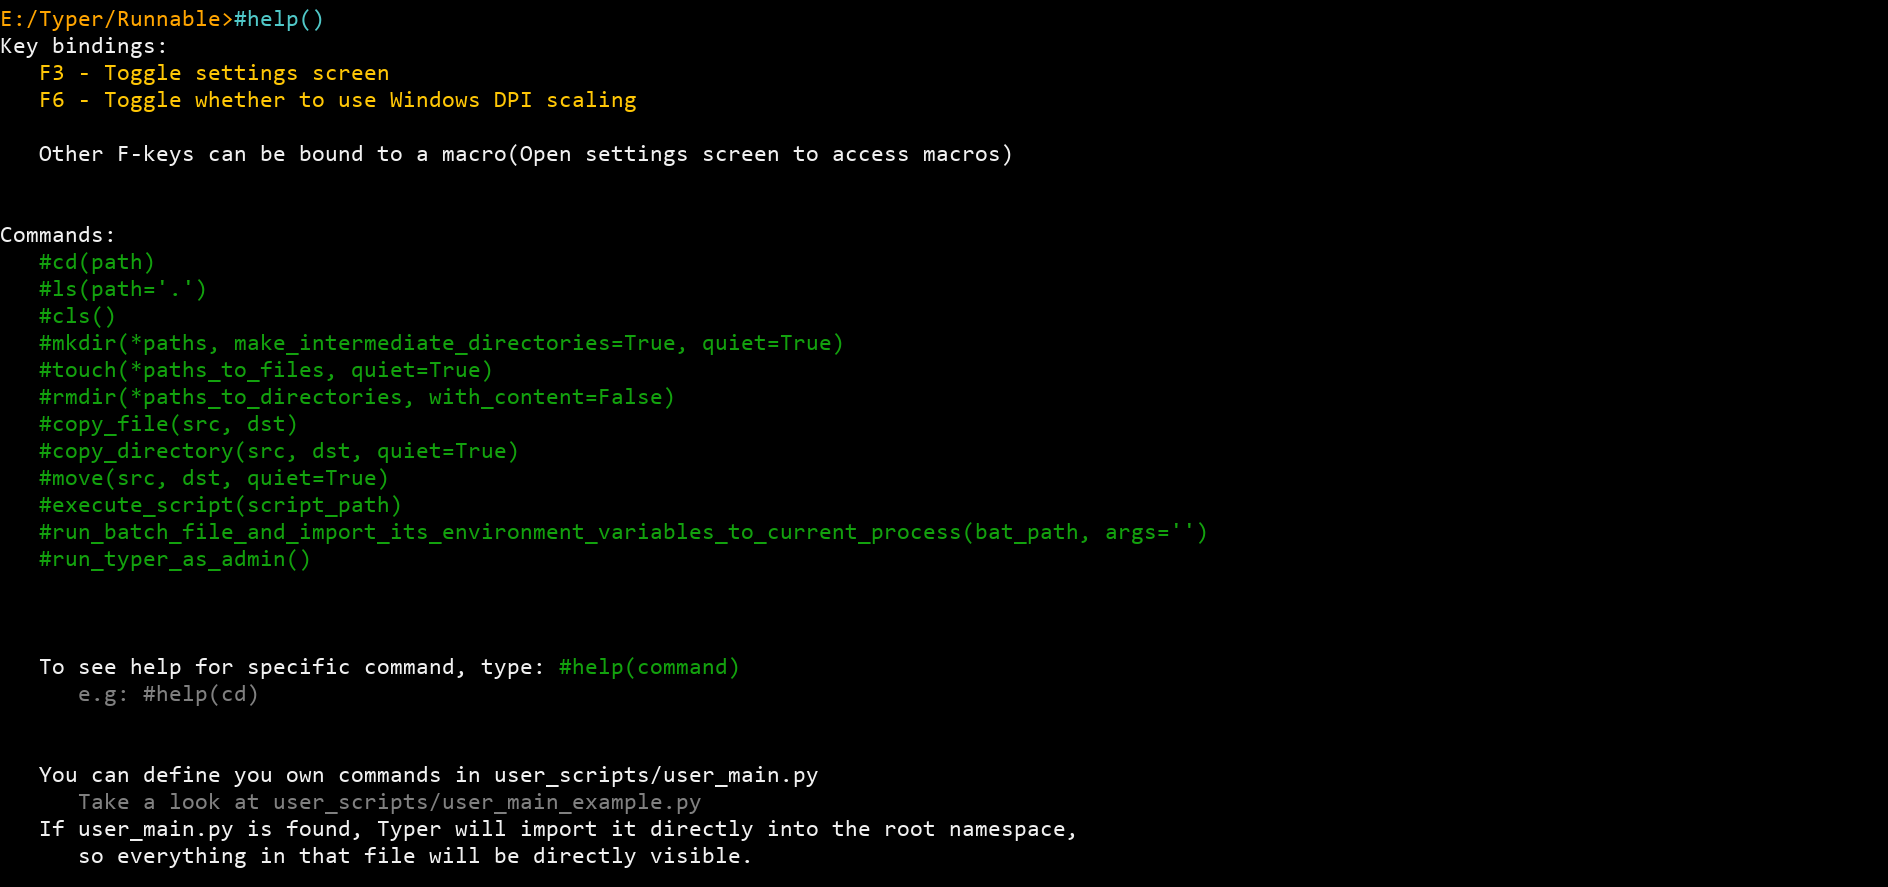 E:/Typer/Runnable>#help()
Key bindings:
F3 - Toggle settings screen
F6 - Toggle whether to use Windows DPI scaling
Other F-keys can be bound to a macro(Open settings screen to access macros)
Commands:
#cd(path)
#ls(path='.')
#cls()
#mkdir(*paths, make_intermediate_directories=True, quiet=True)
#touch(*paths_to_files, quiet=True)
#rmdir(*paths_to_directories, with_content=False)
#copy_file(src, dst)
#copy_directory(src, dst, quiet=True)
#move(src, dst, quiet=True)
#execute_script(script_path)
#run_batch_file_and_import_its_environment_variables_to_current_process(bat_path, args='')
#run_typer_as_admin()
To see help for specific command, type: #help(command)
e.g: #help(cd)
You can define you own commands in user_scripts/user_main.py
Take a look at user_scripts/user_main_example.py
If user_main.py is found, Typer will import it directly into the root namespace,
so everything in that file will be directly visible.